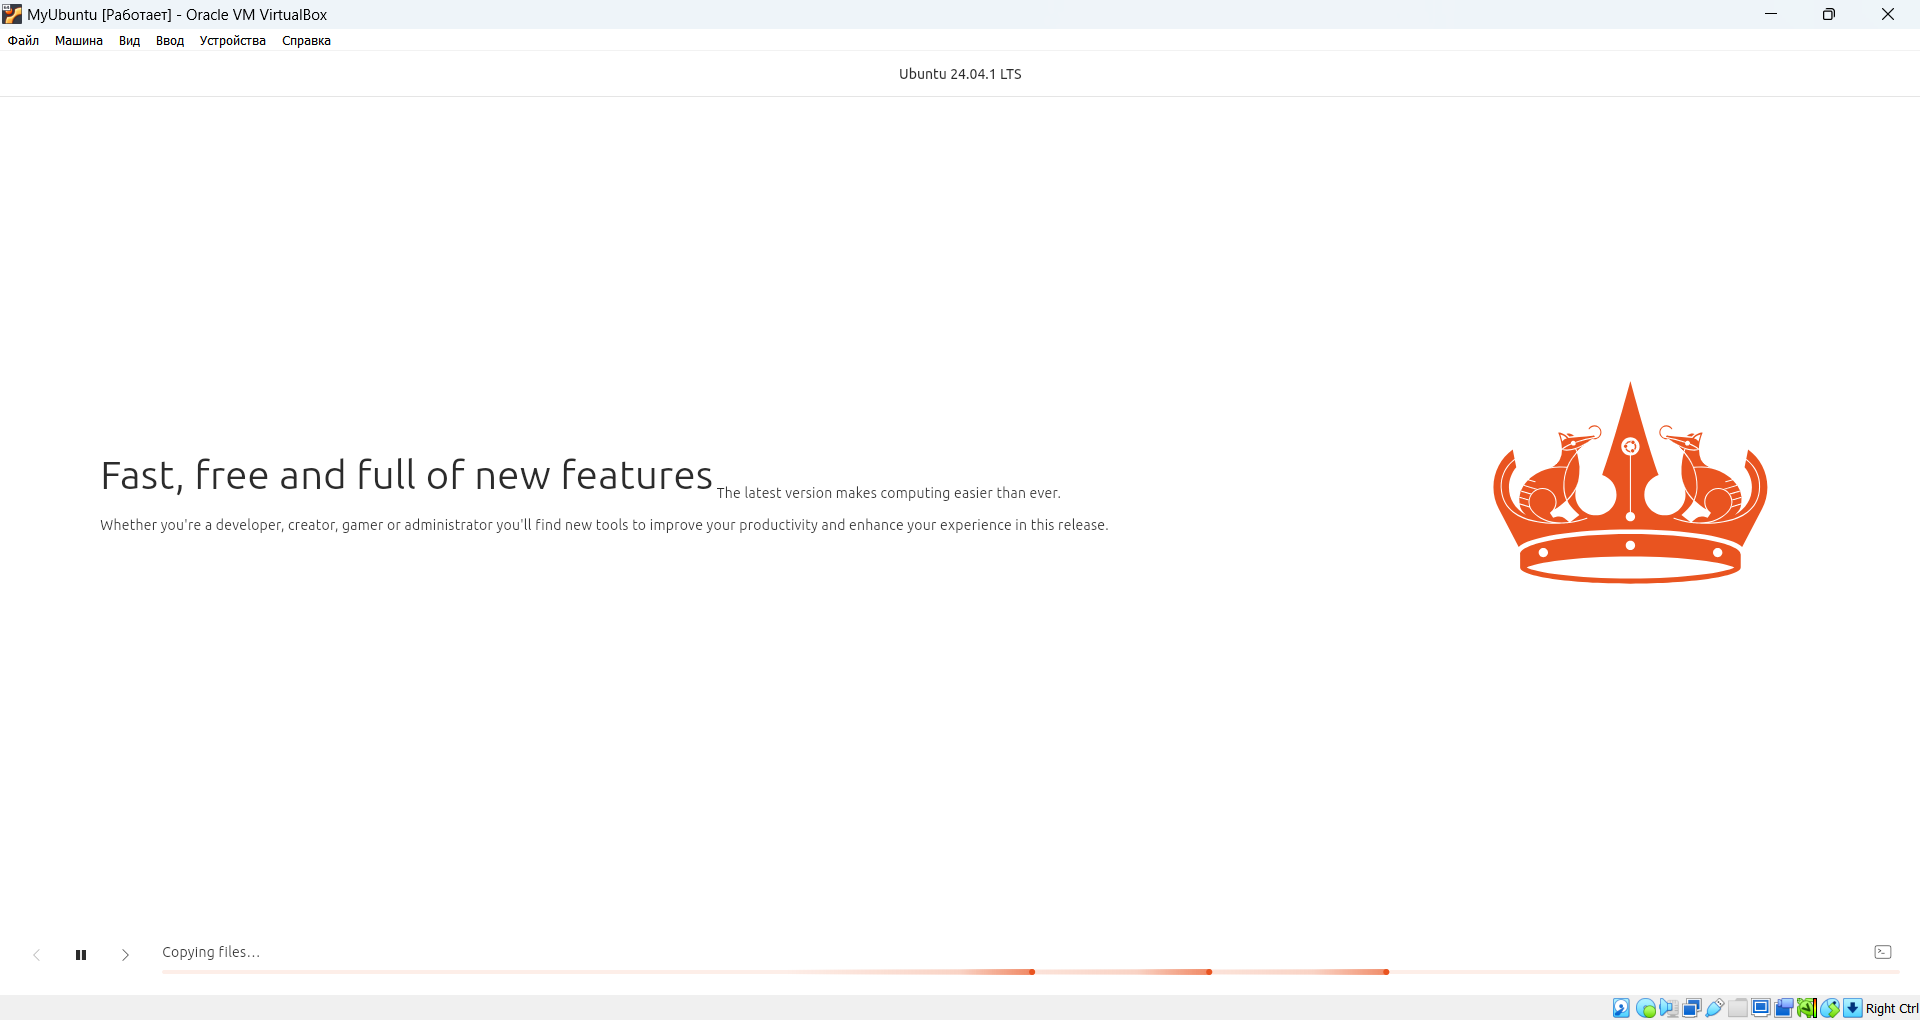 MyUbuntu [Работает] - Oracle VM VirtualBox
Файл Машина Вид Ввод Устройства Справка
Ubuntu 24.04.1 LTS
Fast, free and full of new features The latest version makes computing easier than ever.
Whether you're a developer, creator, gamer or administrator you'll find new tools to improve your productivity and enhance your experience in this release.
Copying files...
Right Ctrl